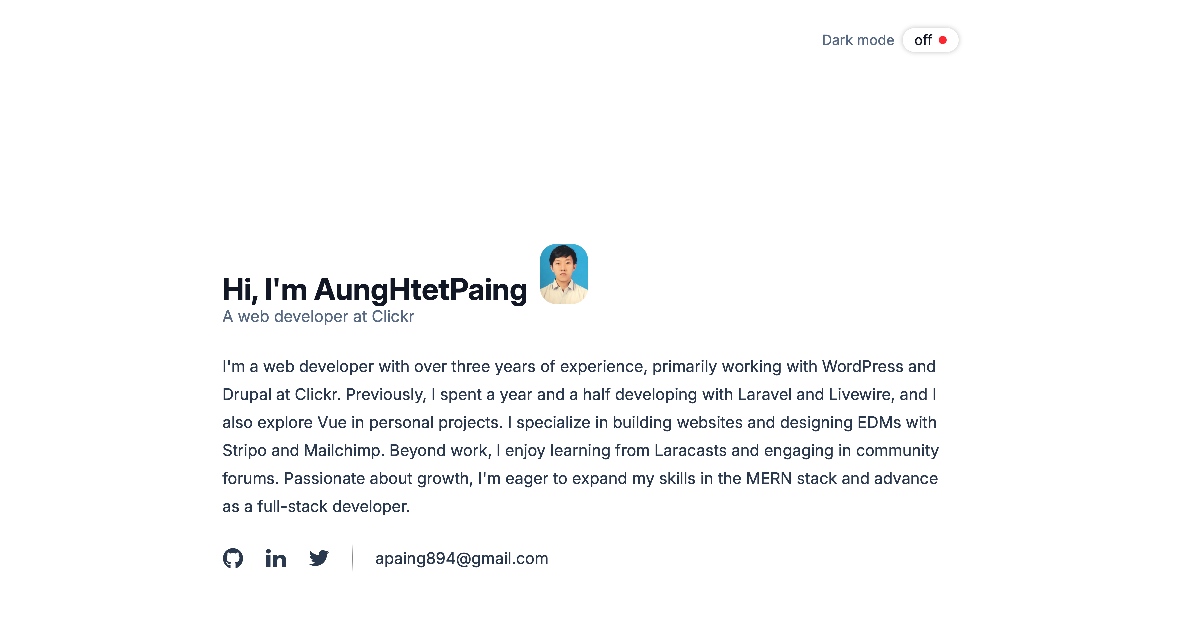 Dark mode off
Hi, I'm AungHtetPaing
A web developer at Clickr
I'm a web developer with over three years of experience, primarily working with WordPress and
Drupal at Clickr. Previously, I spent a year and a half developing with Laravel and Livewire, and I
also explore Vue in personal projects. I specialize in building websites and designing EDMs with
Stripo and Mailchimp. Beyond work, I enjoy learning from Laracasts and engaging in community
forums. Passionate about growth, I'm eager to expand my skills in the MERN stack and advance
as a full-stack developer.
apaing894@gmail.com